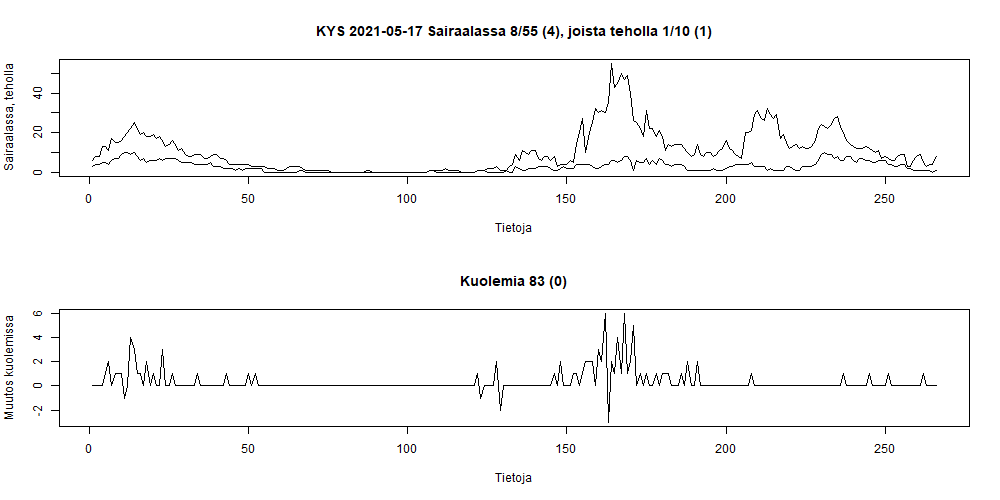 KYS 2021-05-17 Sairaalassa 8/55 (4), joista teholla 1/10 (1)
Sairaalassa, teholla
0 20 40
0 50 100 150 200 250
Tietoja
Kuolemia 83 (0)
Muutos kuolemissa
-2 0 2 4 6
0 50 100 150 200 250
Tietoja